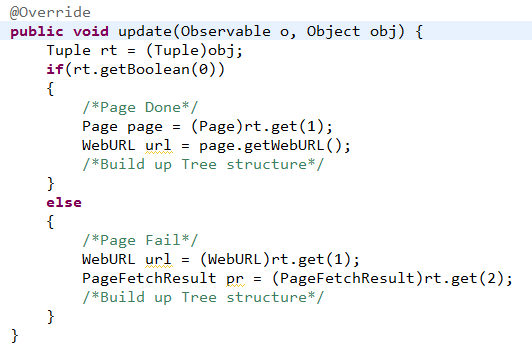 @Override
public void update(Observable o, Object obj) {
    Tuple rt = (Tuple)obj;
    if(rt.getBoolean(0))
    {
        /*Page Done*/
        Page page = (Page)rt.get(1);
        WebURL url = page.getWebURL();
        /*Build up Tree structure*/
    }
    else
    {
        /*Page Fail*/
        WebURL url = (WebURL)rt.get(1);
        PageFetchResult pr = (PageFetchResult)rt.get(2);
        /*Build up Tree structure*/
    }
}